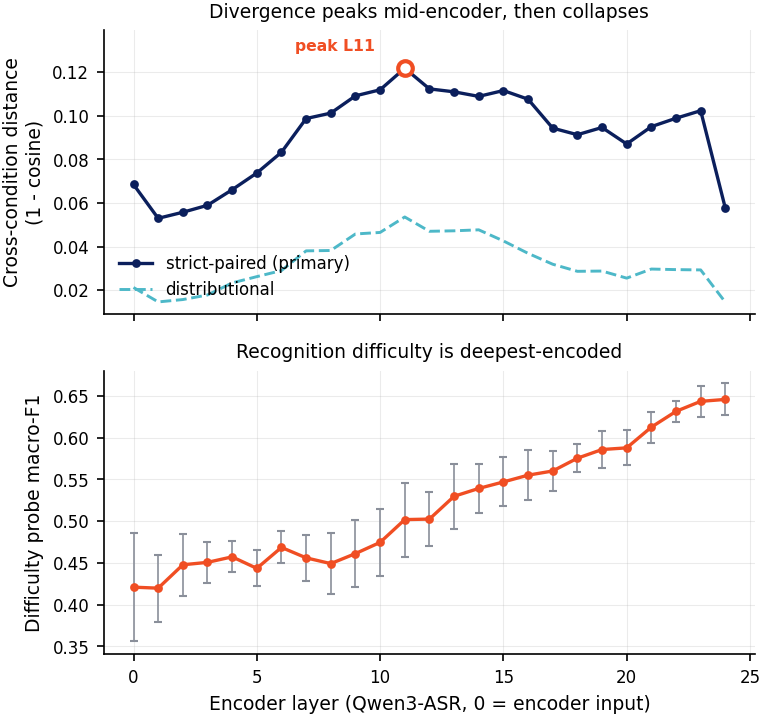 Divergence peaks mid-encoder, then collapses
peak L11
Cross-condition distance
(1 - cosine)
0.12
0.10
0.08
0.06
0.04
0.02
strict-paired (primary)
distributional
Recognition difficulty is deepest-encoded
Difficulty probe macro-F1
0.65
0.60
0.55
0.50
0.45
0.40
0.35
0 5 10 15 20 25
Encoder layer (Qwen3-ASR, 0 = encoder input)